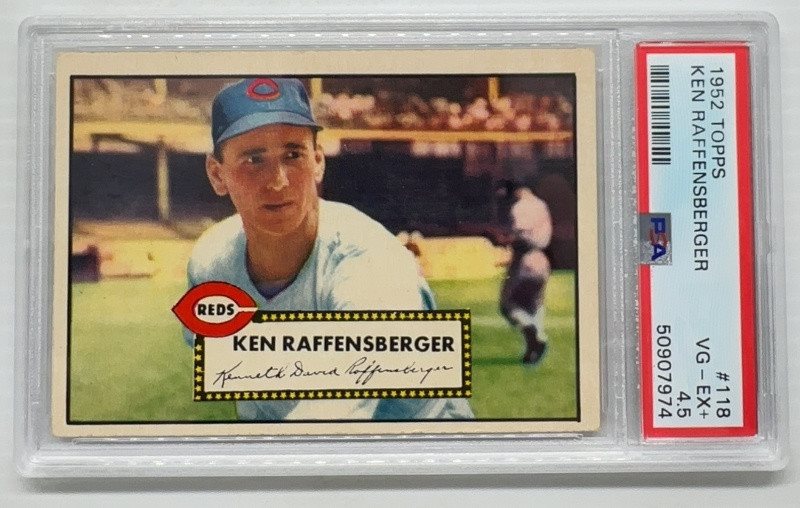 C
REDS
KEN RAFFENSBERGER
Kenneth David Raffensberger
1952 TOPPS
KEN RAFFENSBERGER
PSA
#118
VG - EX+
4.5
50907974